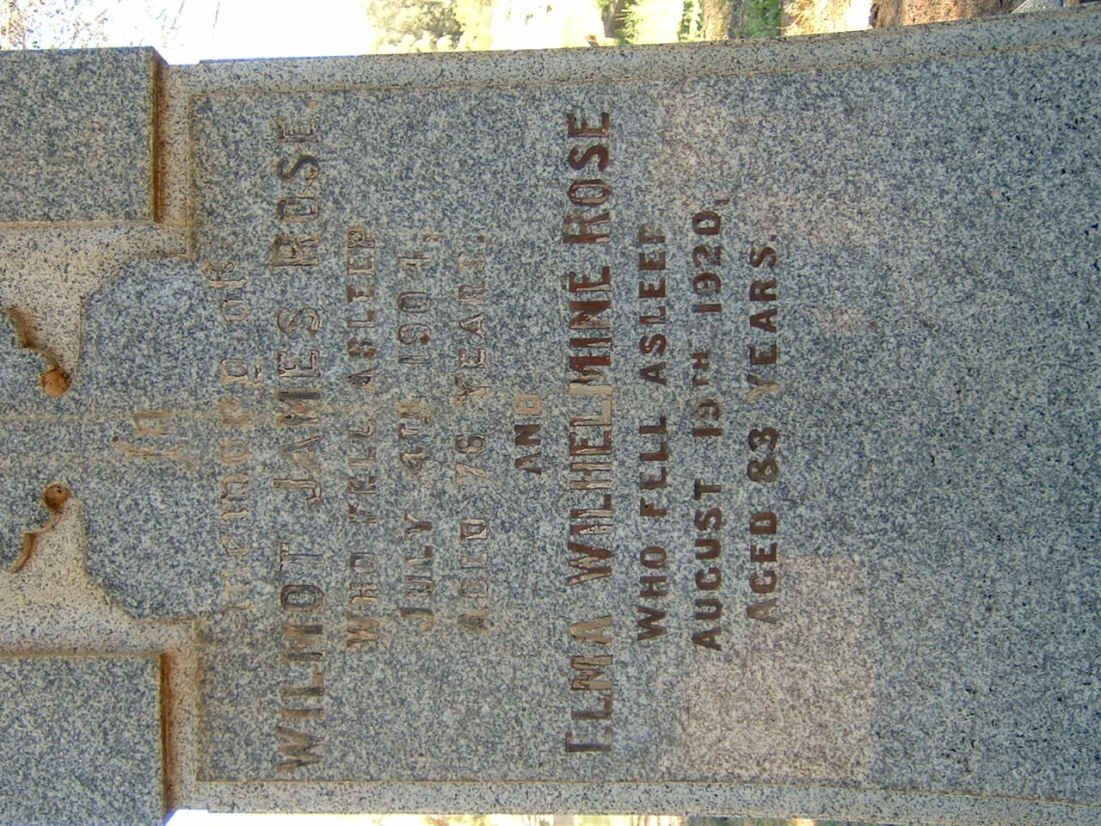 In
Memory of
WILMOT JAMES ROSE
WHO FELL ASLEEP
JULY 4TH 1904,
AGED 76 YEARS.
AND
ELMA WILHELMINE ROSE
WHO FELL ASLEEP
AUGUST 19TH 1920,
AGED 83 YEARS.